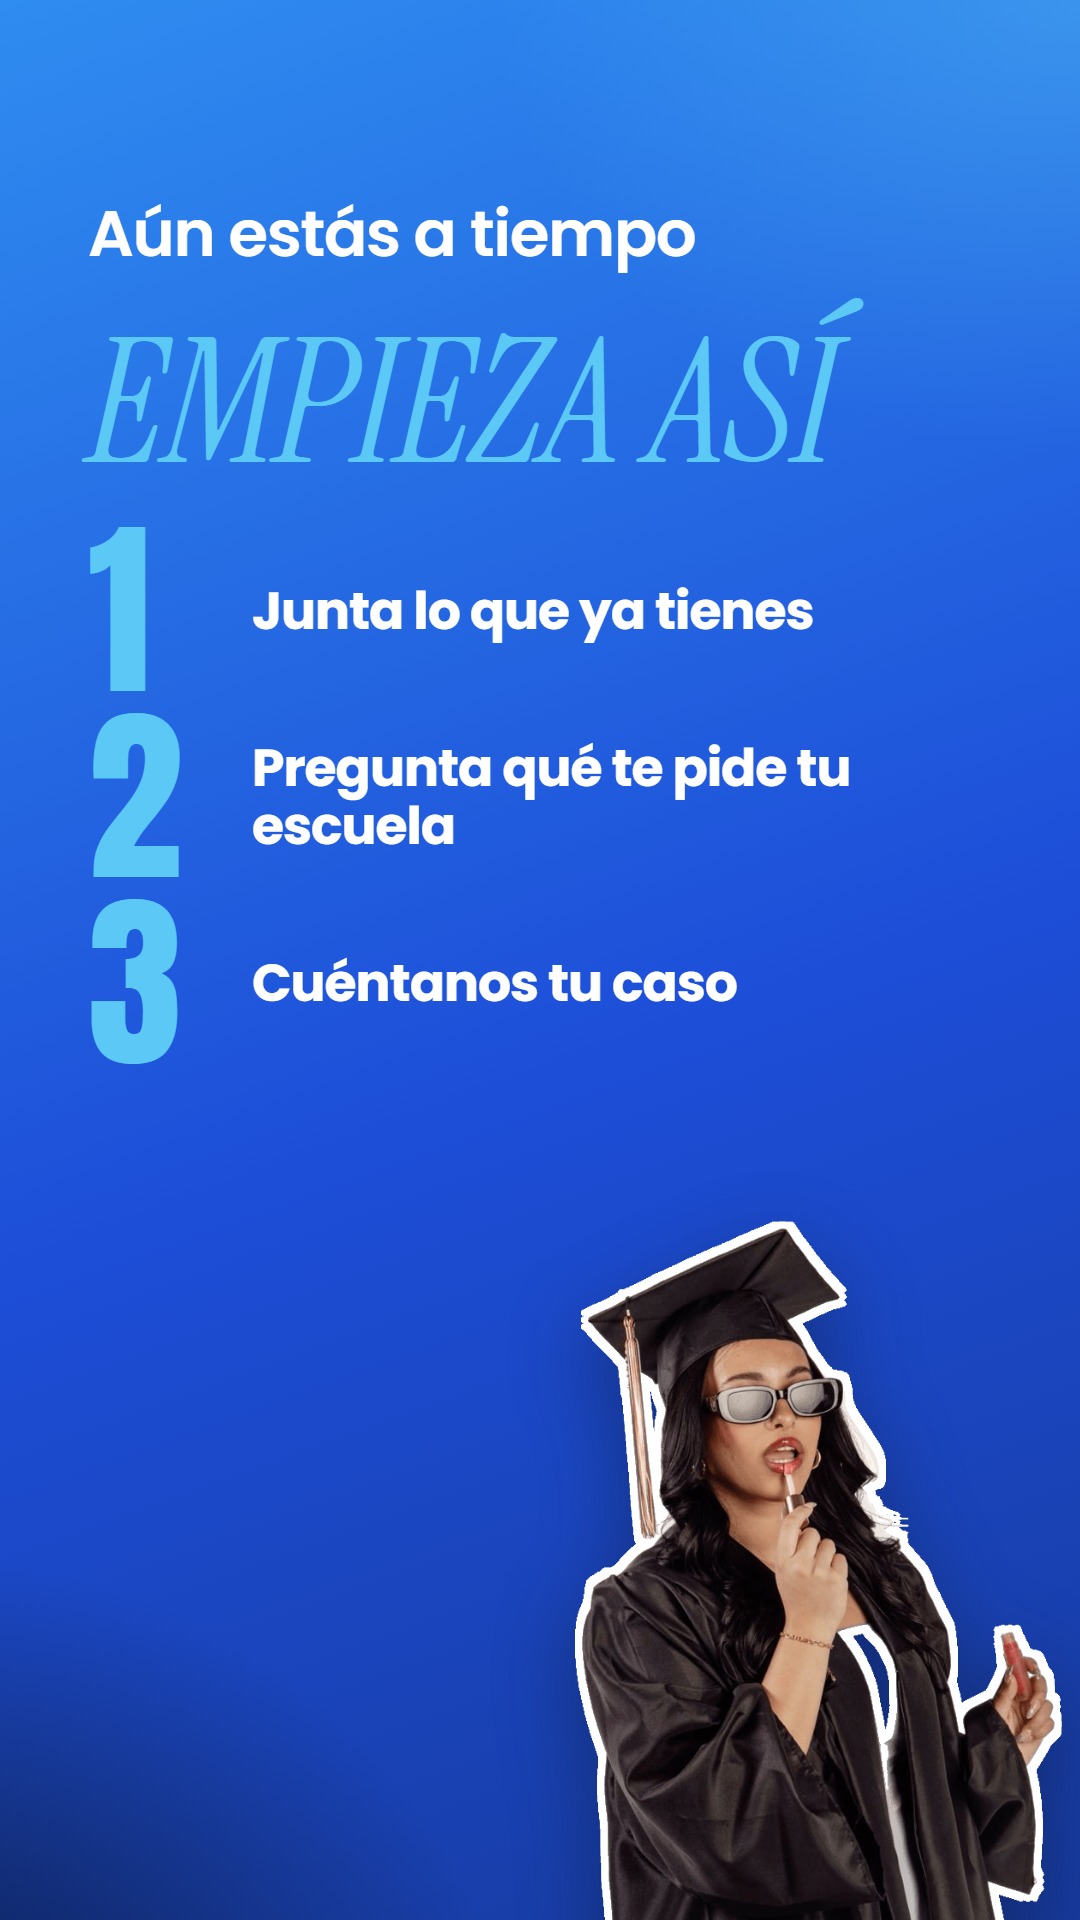 Aún estás a tiempo
EMPIEZA ASÍ
1
Junta lo que ya tienes
2
Pregunta qué te pide tu
escuela
3
Cuéntanos tu caso